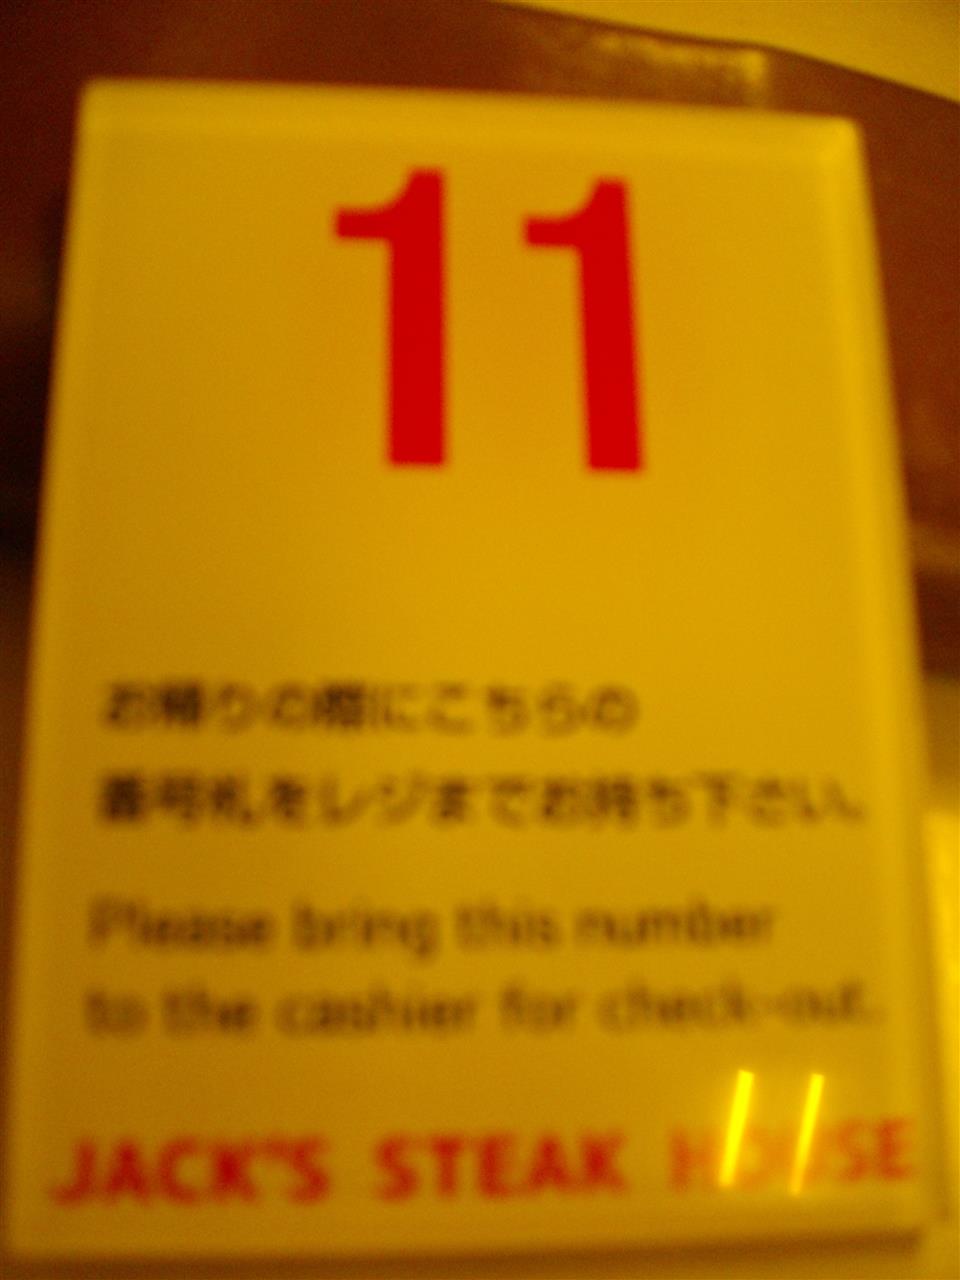 11
お帰りの際にこちらの
番号札をレジまでお持ち下さい。
Please bring this number
to the cashier for check-out.
JACK'S STEAK HOUSE